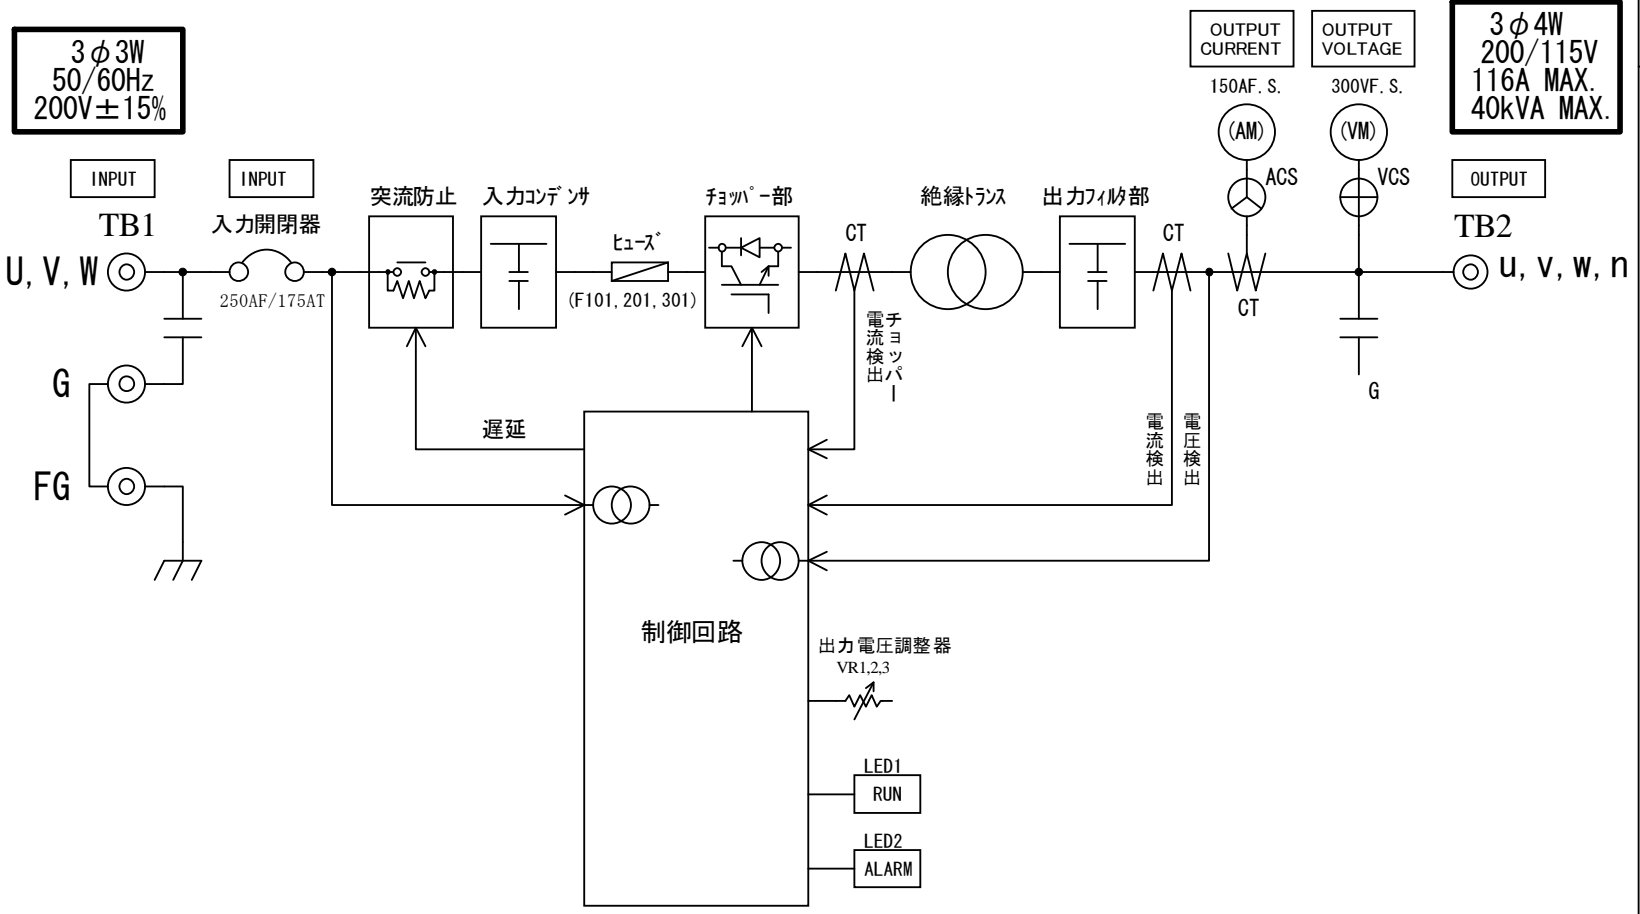 3φ3W
50/60Hz
200V±15%
OUTPUT
CURRENT
OUTPUT
VOLTAGE
3φ4W
200/115V
116A MAX.
40kVA MAX.
150AF.S.
300VF.S.
(AM)
(VM)
INPUT
INPUT
ACS
VCS
OUTPUT
TB1
入力開閉器
突流防止
入力ｺﾝﾃﾞﾝｻ
ﾁｮｯﾊﾟｰ部
絶縁ﾄﾗﾝｽ
出力ﾌｨﾙﾀ部
TB2
ﾋｭｰｽﾞ
CT
CT
U,V,W
u,v,w,n
250AF/175AT
(F101,201,301)
CT
チョッパー
電流検出
G
G
遅延
電流検出
電圧検出
FG
制御回路
出力電圧調整器
VR1,2,3
LED1
RUN
LED2
ALARM